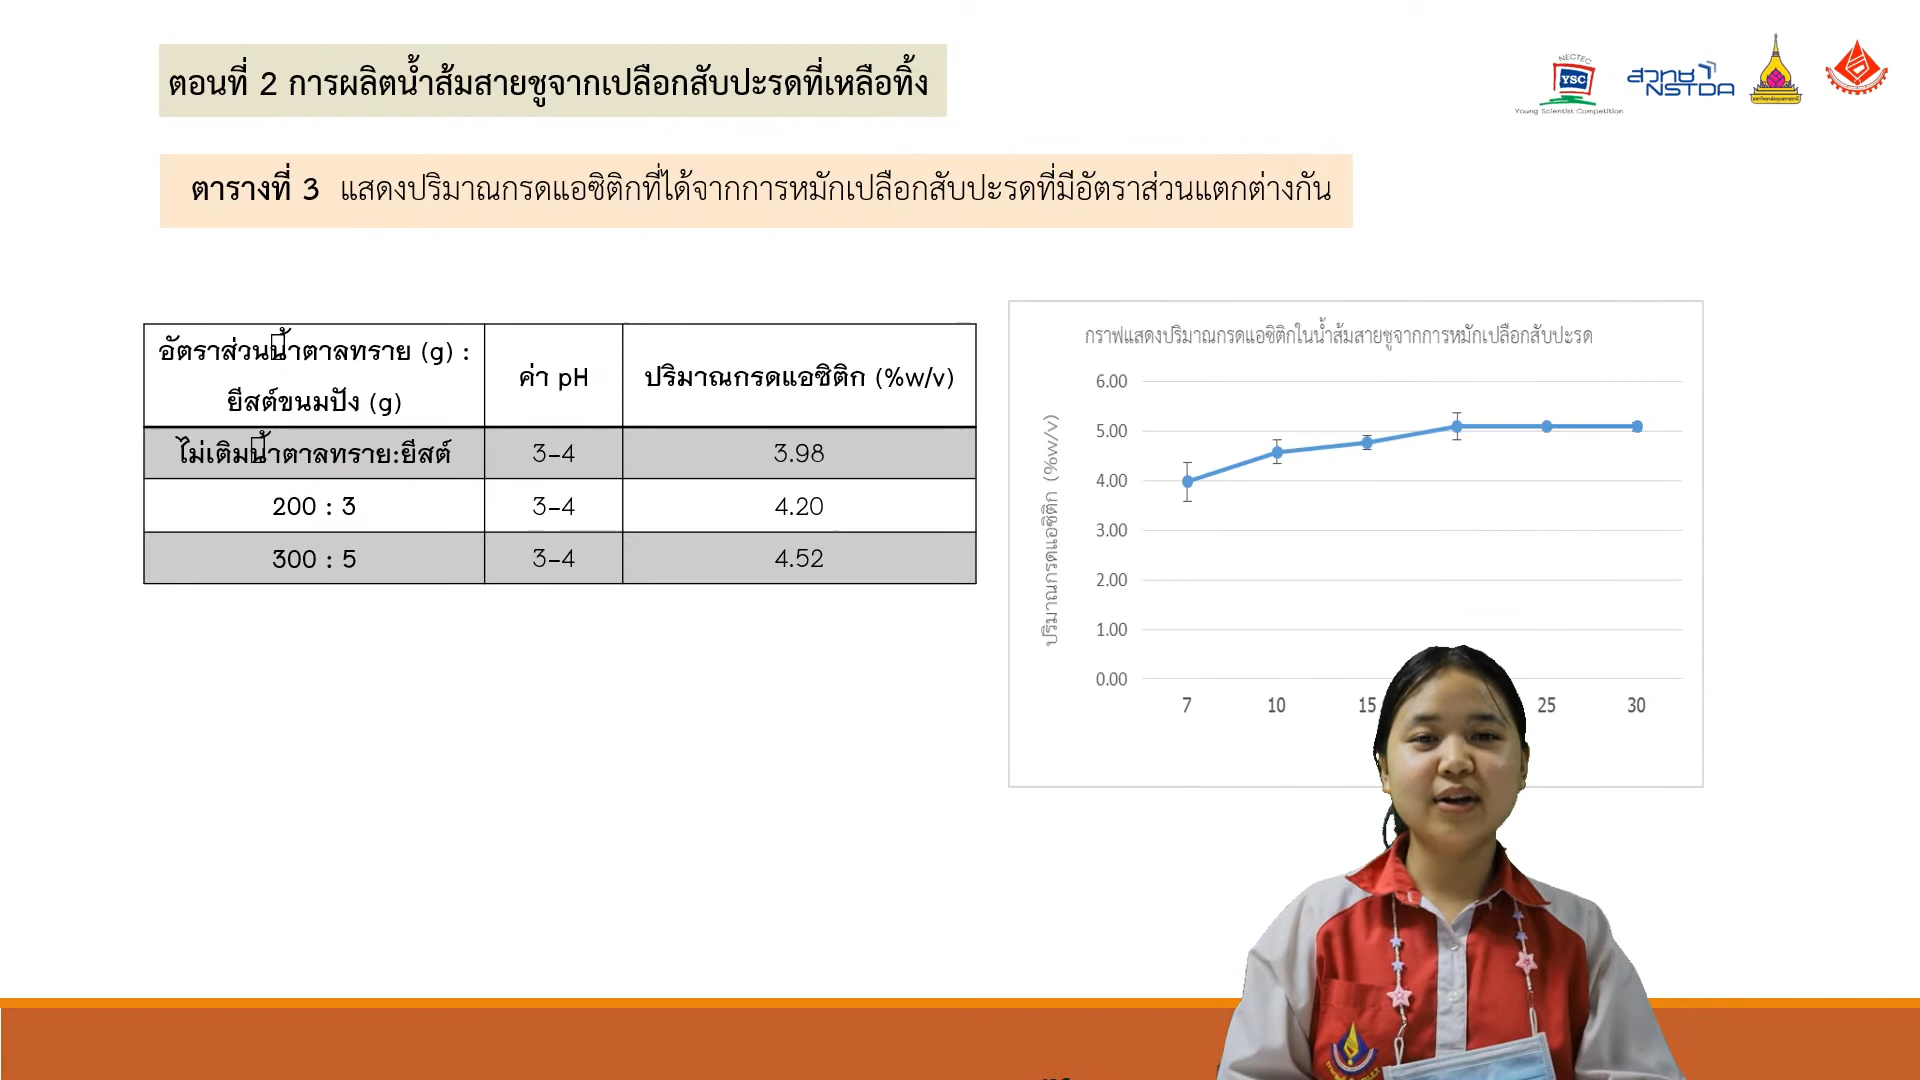 ตอนที่ 2 การผลิตน้ำส้มสายชูจากเปลือกสับปะรดที่เหลือทิ้ง
NECTEC
YSC
Young Scientist Competition
สวทช
NSTDA
ตารางที่ 3 แสดงปริมาณกรดแอซิติกที่ได้จากการหมักเปลือกสับปะรดที่มีอัตราส่วนแตกต่างกัน
อัตราส่วนน้ำตาลทราย (g) :
ยีสต์ขนมปัง (g)
ค่า pH
ปริมาณกรดแอซิติก (%w/v)
ไม่เติมน้ำตาลทราย:ยีสต์
3-4
3.98
200 : 3
3-4
4.20
300 : 5
3-4
4.52
กราฟแสดงปริมาณกรดแอซิติกในน้ำส้มสายชูจากการหมักเปลือกสับปะรด
ปริมาณกรดแอซิติก (%w/v)
6.00
5.00
4.00
3.00
2.00
1.00
0.00
7
10
15
25
30